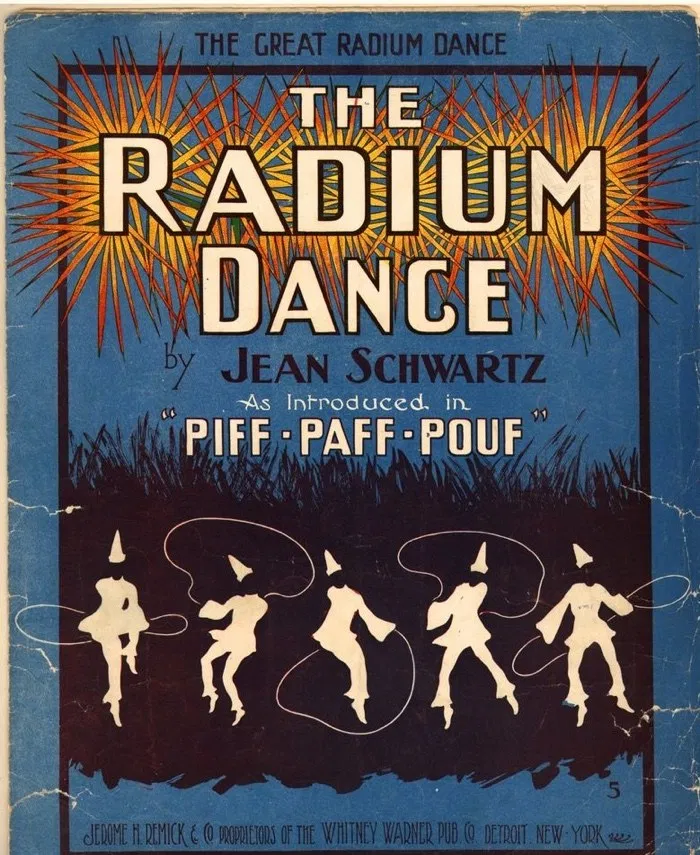 THE GREAT RADIUM DANCE
THE
RADIUM
DANCE
by JEAN SCHWARTZ
As Introduced in
"PIFF·PAFF·POUF"
5
JEROME H. REMICK & CO PROPRIETORS OF THE WHITNEY WARNER PUB. CO. DETROIT. NEW-YORK